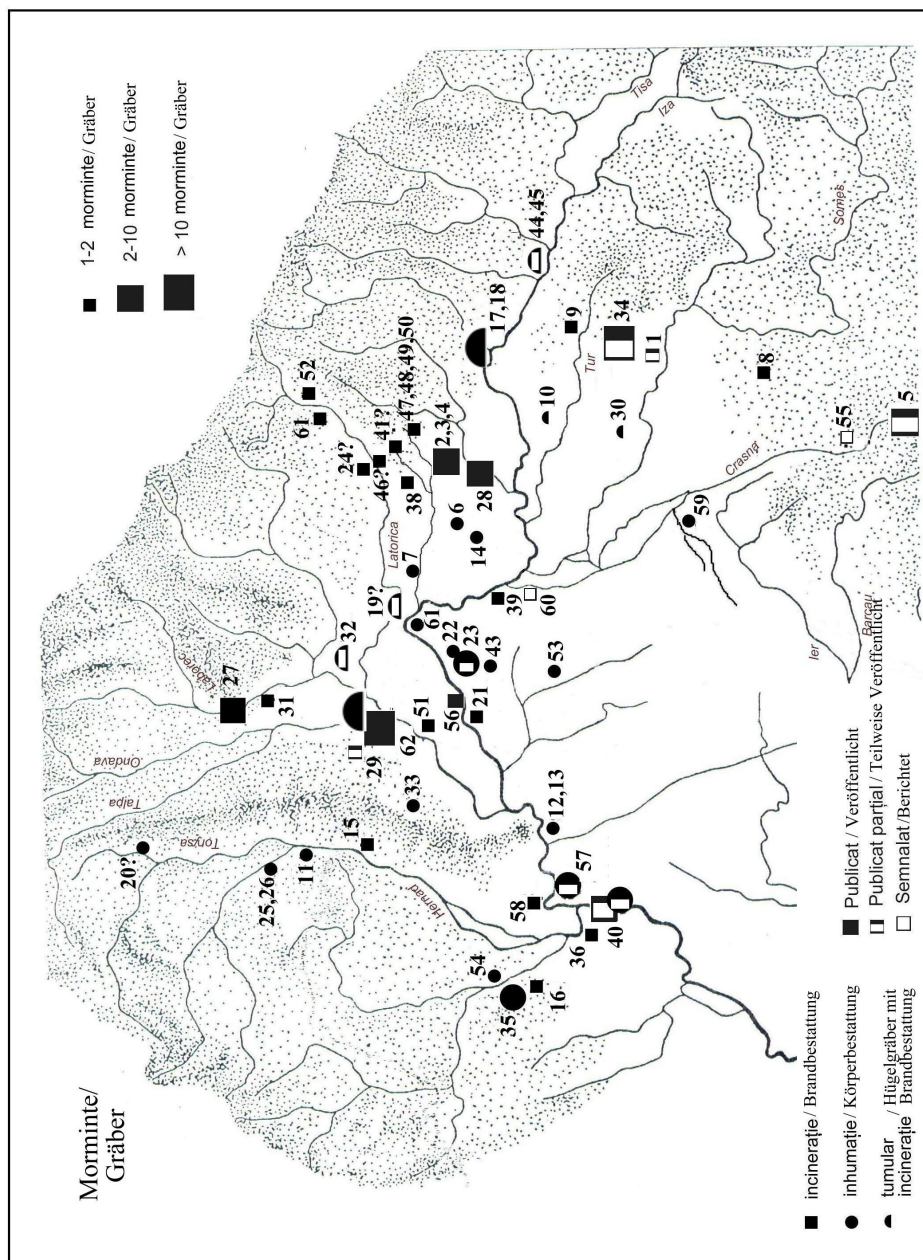 Morminte/
Gräber
1-2 morminte/ Gräber
2-10 morminte/ Gräber
> 10 morminte/ Gräber
20?
25,26
11
15
Torysa
Talpa
Ondava
Laborec
27
31
32
29
62
33
51
56
21
Hernad
54
35
16
58
36
40
57
12,13
19?
7
Latorica
61
22
23
43
53
24?
46?
41?
61
52
47,48,49,50
38
2,3,4
28
6
14
39
60
17,18
44,45
Tisa
Iza
9
10
Tur
34
1
30
8
Someș
Crasna
55
5
59
Ier
Barcau
incinerație / Brandbestattung
inhumație / Körperbestattung
tumular / Hügelgräber mit
incinerație/ Brandbestattung
Publicat / Veröffentlicht
Publicat parțial / Teilweise Veröffentlicht
Semnalat /Berichtet